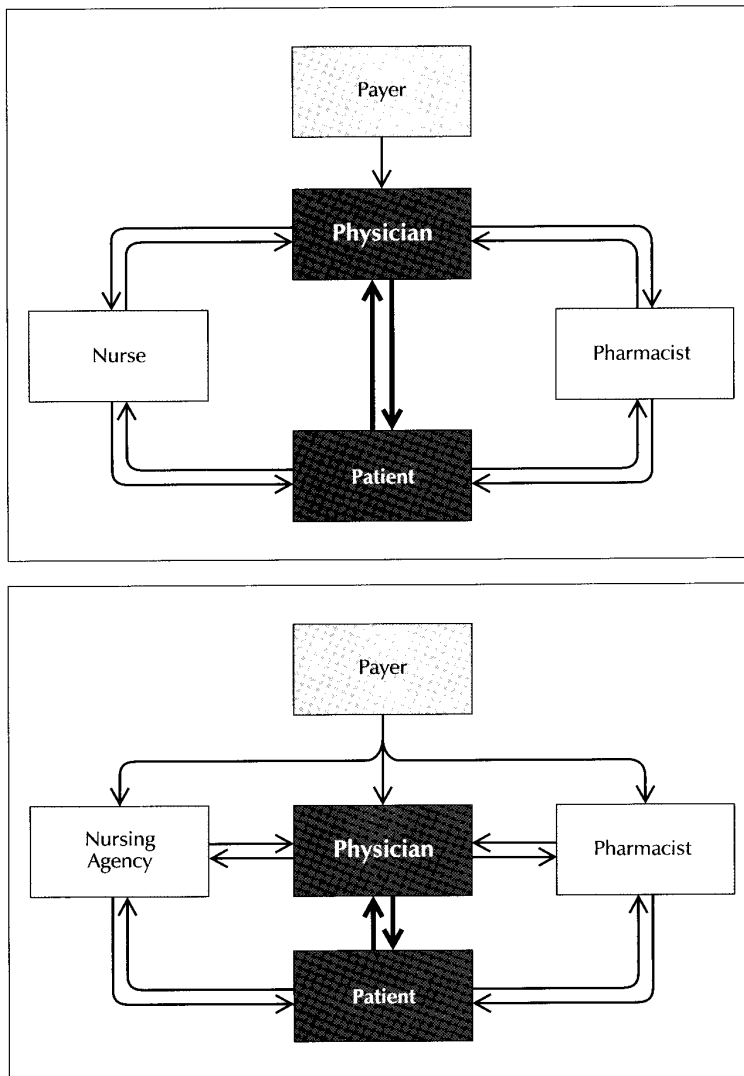 Payer
Physician
Nurse
Pharmacist
Patient
Payer
Nursing
Agency
Physician
Pharmacist
Patient